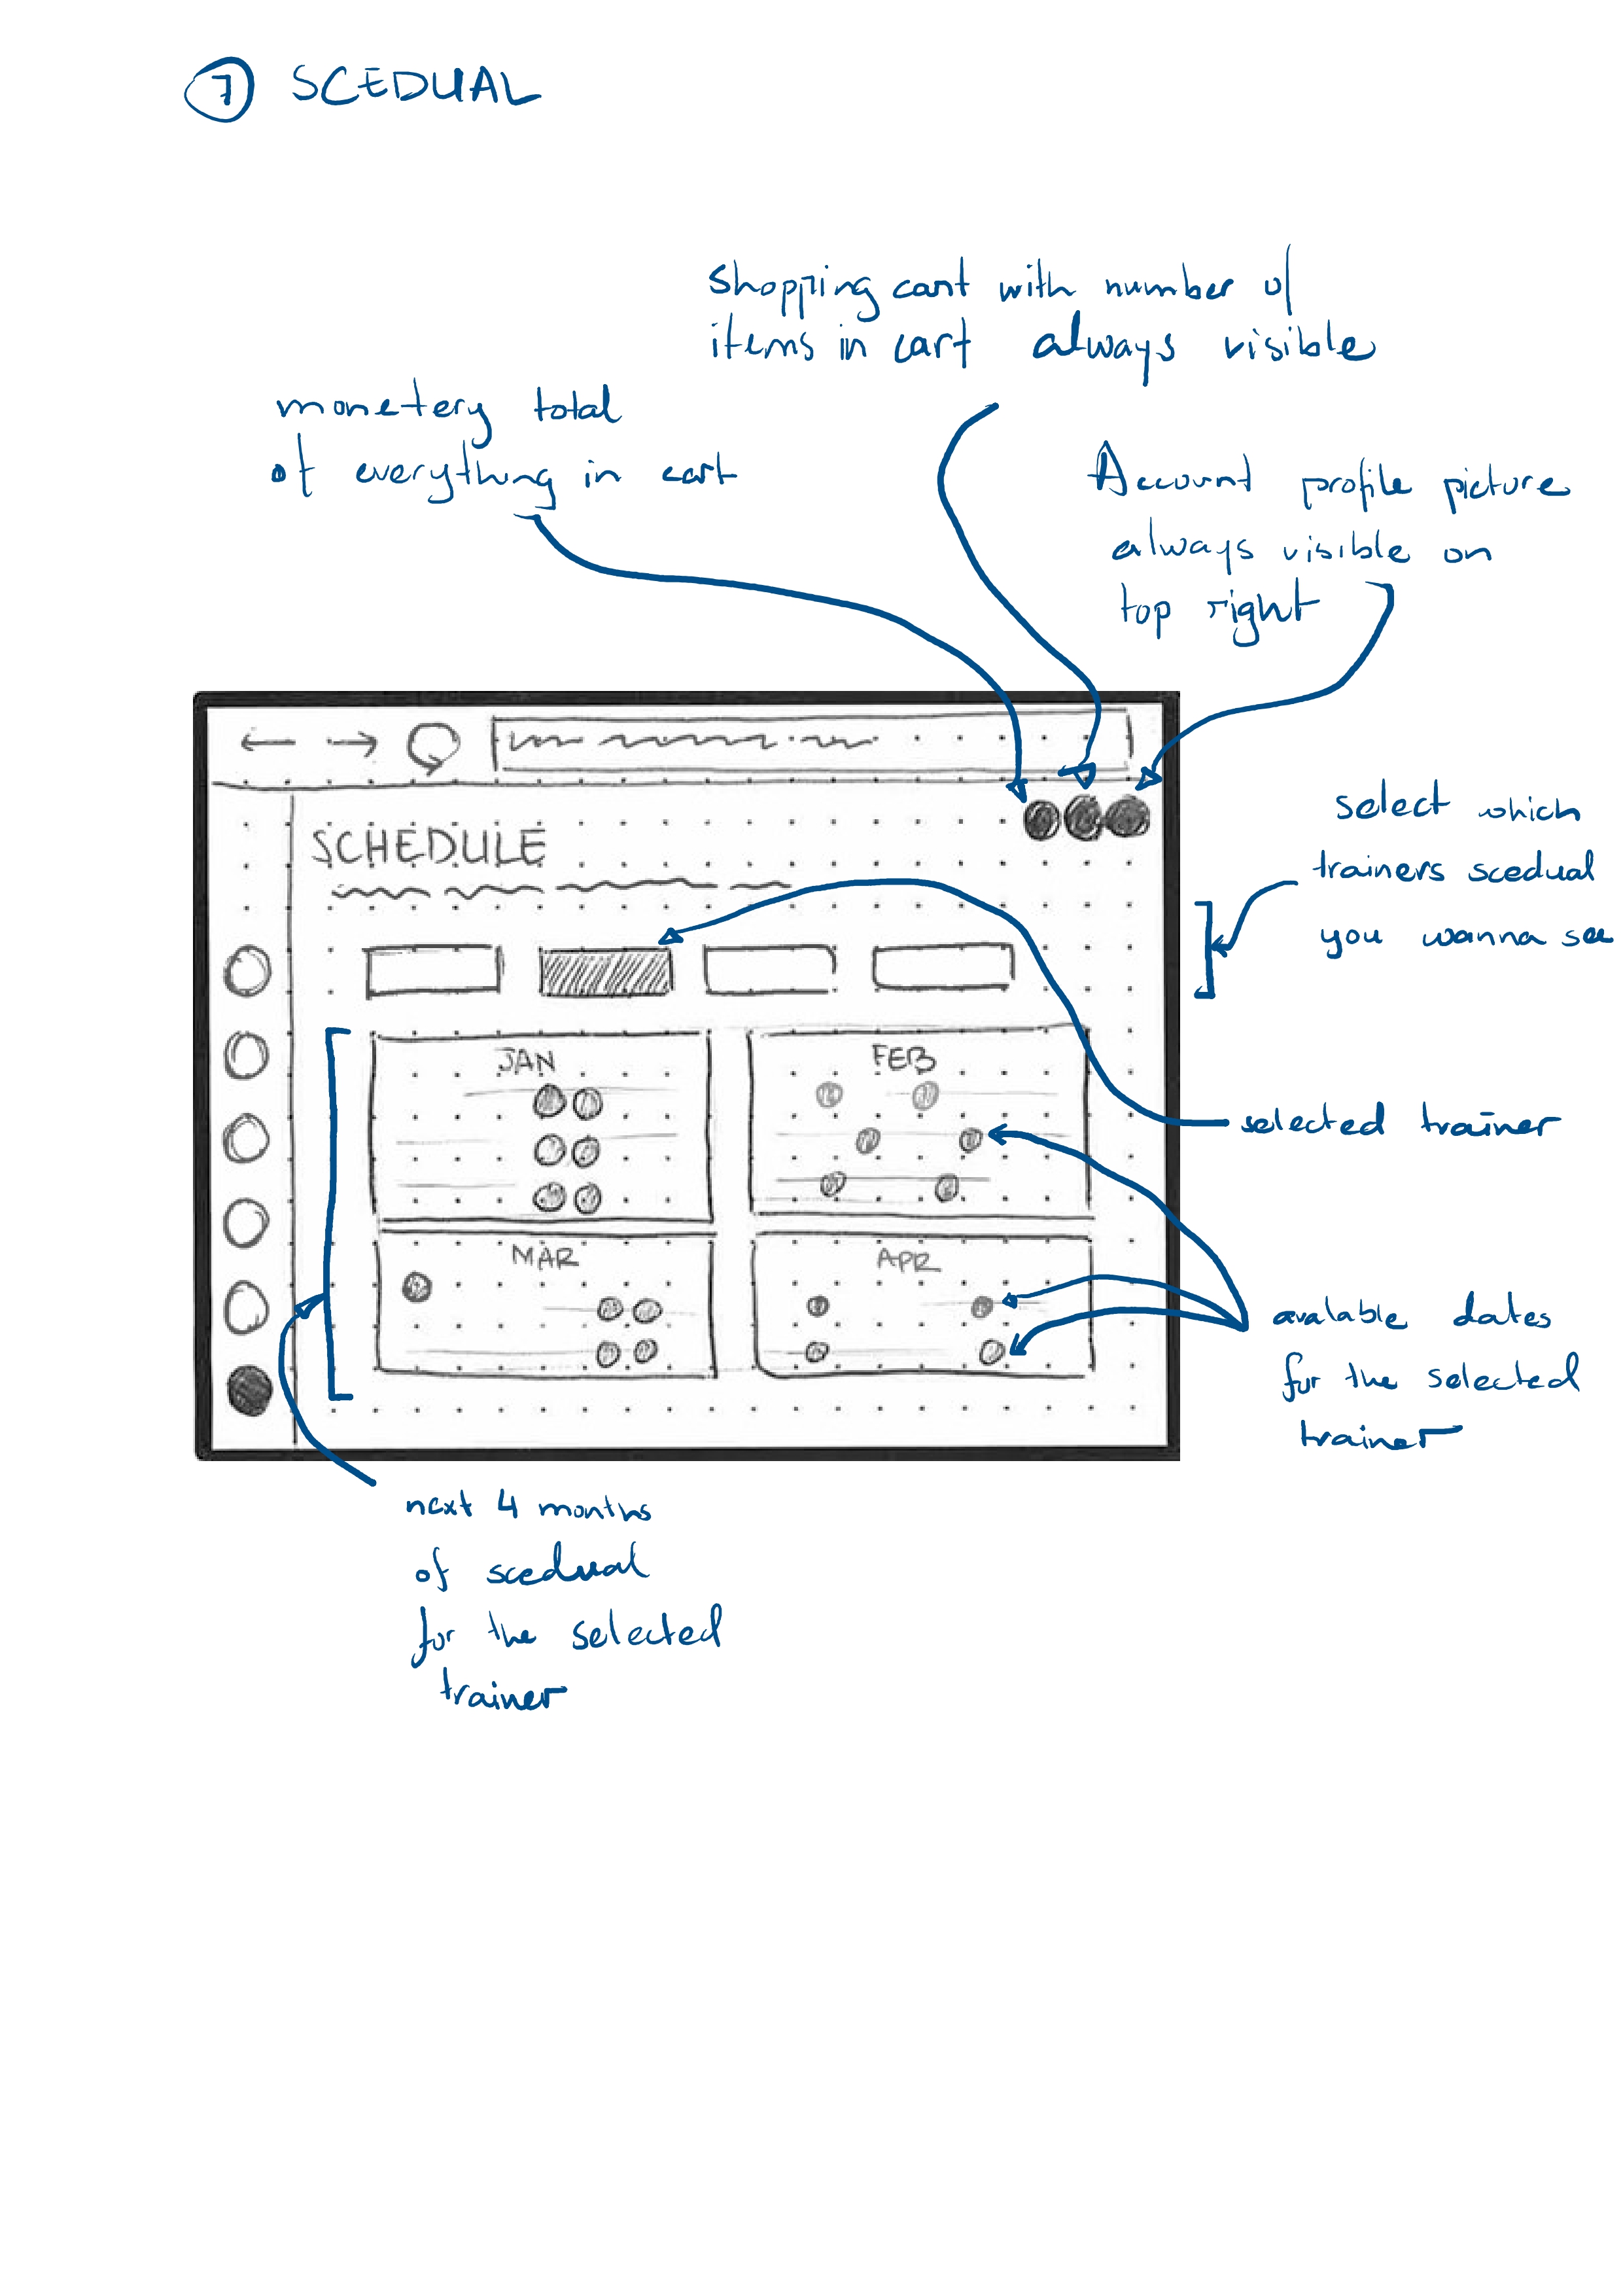 7 SCEDUAL
Shopping cart with number of
items in cart always visible
monetery total
of everything in cart
Account profile picture
always visible on
top right
select which
trainers scedual
you wanna see
SCHEDULE
JAN
FEB
selected trainer
MAR
APR
avalable dates
for the selected
trainer
next 4 months
of scedual
for the selected
trainer